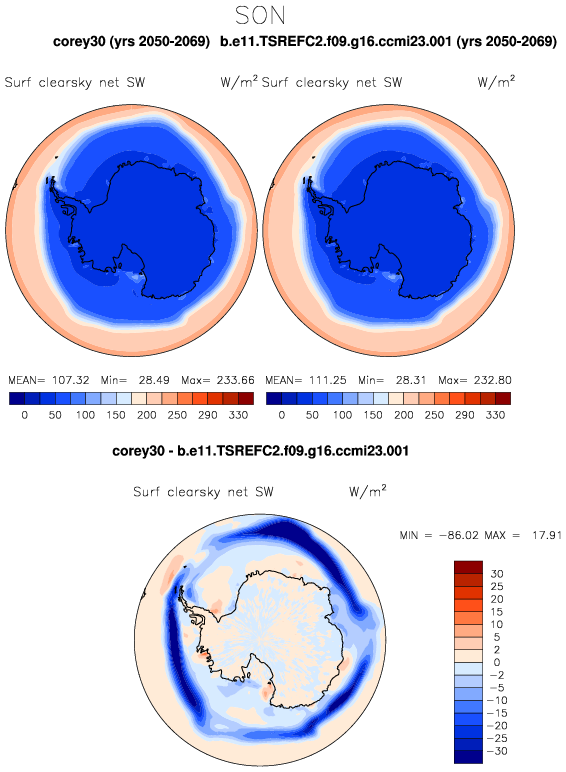 SON
corey30 (yrs 2050-2069) b.e11.TSREFC2.f09.g16.ccmi23.001 (yrs 2050-2069)
Surf clearsky net SW W/m² Surf clearsky net SW W/m²
MEAN= 107.32 Min= 28.49 Max= 233.66 MEAN= 111.25 Min= 28.31 Max= 232.80
0 50 100 150 200 250 290 330 0 50 100 150 200 250 290 330
corey30 - b.e11.TSREFC2.f09.g16.ccmi23.001
Surf clearsky net SW W/m²
MIN = -86.02 MAX = 17.91
30
25
20
15
10
5
2
0
-2
-5
-10
-15
-20
-25
-30